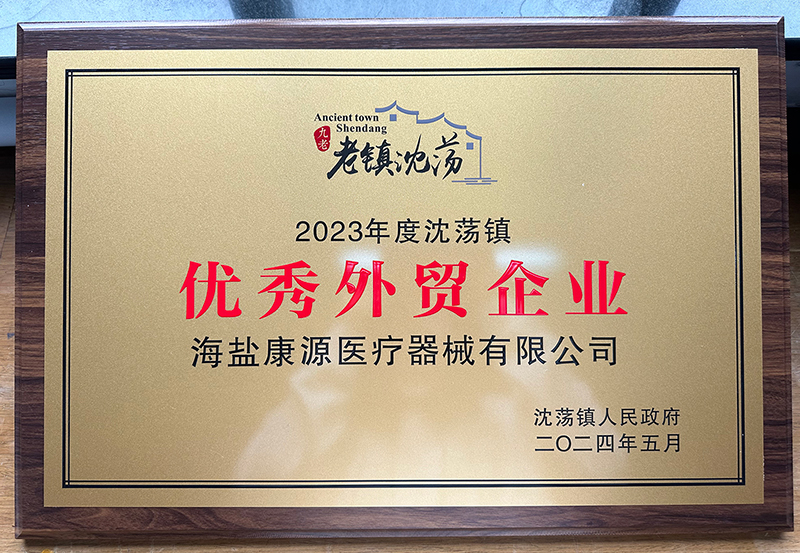 Ancient town
Shendang
九老
老镇沈荡
2023年度沈荡镇
优秀外贸企业
海盐康源医疗器械有限公司
沈荡镇人民政府
二〇二四年五月